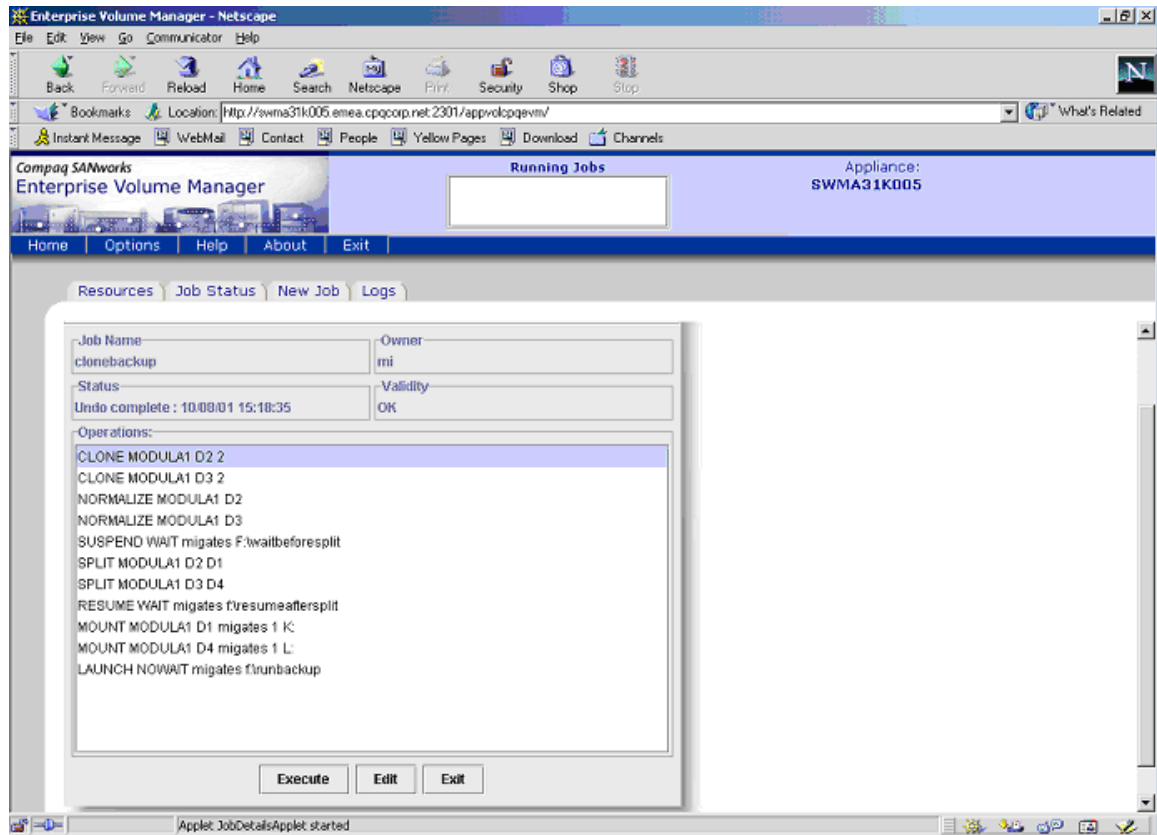 Enterprise Volume Manager - Netscape
File Edit View Go Communicator Help
Back Forward Reload Home Search Netscape Print Security Shop Stop
N
Bookmarks Location: http://swma31k005.emea.cpqcorp.net:2301/appvolcpqevm/ What's Related
Instant Message WebMail Contact People Yellow Pages Download Channels
Compaq SANworks
Enterprise Volume Manager
Running Jobs
Appliance:
SWMA31K005
Home Options Help About Exit
Resources Job Status New Job Logs
Job Name
clonebackup
Owner
mi
Status
Undo complete : 10/08/01 15:18:35
Validity
OK
Operations:
CLONE MODULA1 D2 2
CLONE MODULA1 D3 2
NORMALIZE MODULA1 D2
NORMALIZE MODULA1 D3
SUSPEND WAIT migates F:\waitbeforesplit
SPLIT MODULA1 D2 D1
SPLIT MODULA1 D3 D4
RESUME WAIT migates f:\resumeaftersplit
MOUNT MODULA1 D1 migates 1 K:
MOUNT MODULA1 D4 migates 1 L:
LAUNCH NOWAIT migates f:\runbackup
Execute Edit Exit
Applet JobDetailsApplet started